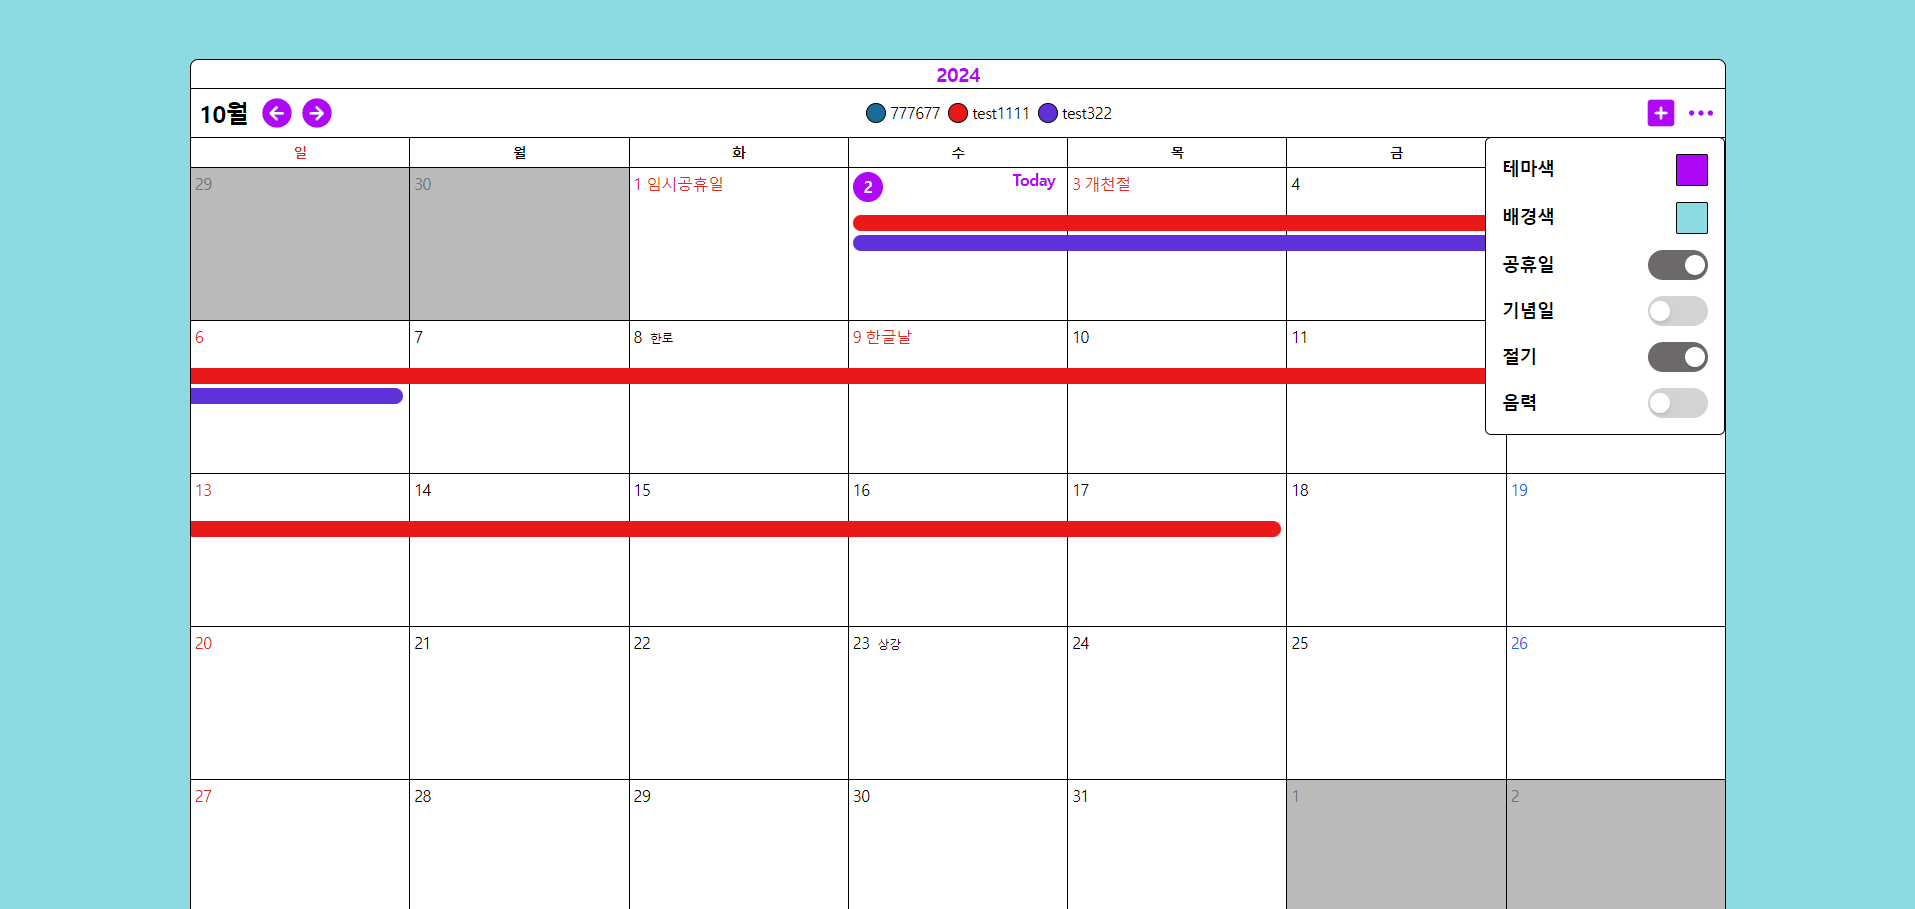 2024
10월 777677 test1111 test322
일 월 화 수 목 금
테마색
배경색
공휴일
기념일
절기
음력
29 30 1 임시공휴일 2 Today 3 개천절 4
6 7 8 한로 9 한글날 10 11
13 14 15 16 17 18 19
20 21 22 23 상강 24 25 26
27 28 29 30 31 1 2